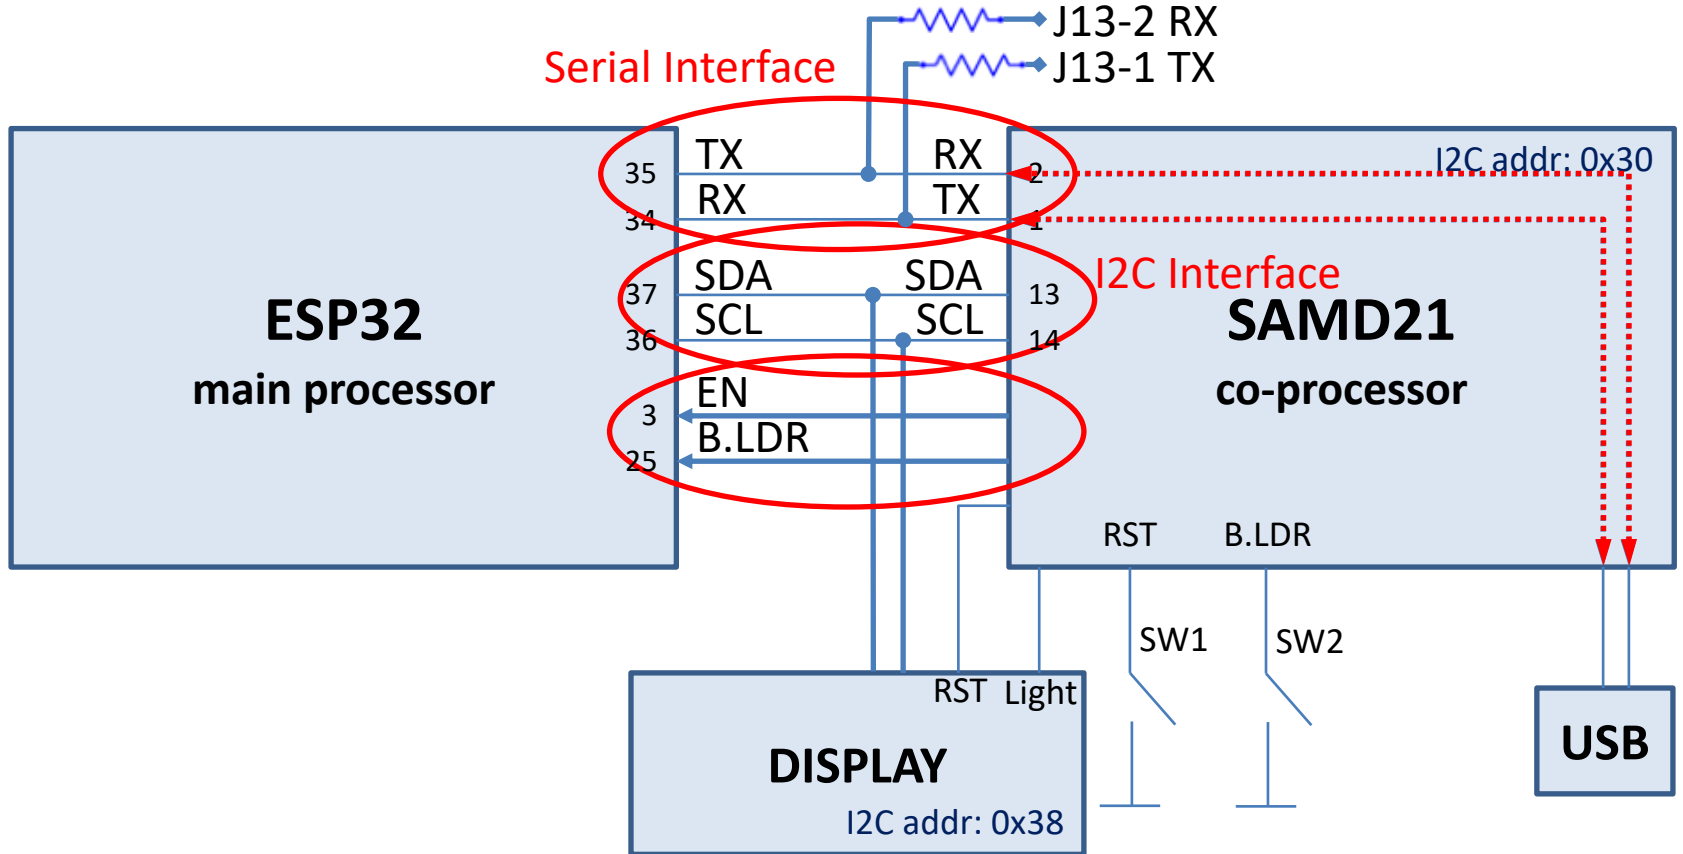 J13-2 RX
Serial Interface
J13-1 TX
TX
RX
I2C addr: 0x30
35
2
RX
TX
34
1
SDA
SDA
I2C Interface
37
13
SCL
SCL
36
14
ESP32
main processor
SAMD21
co-processor
EN
3
B.LDR
25
RST
B.LDR
SW1
SW2
RST
Light
DISPLAY
I2C addr: 0x38
USB